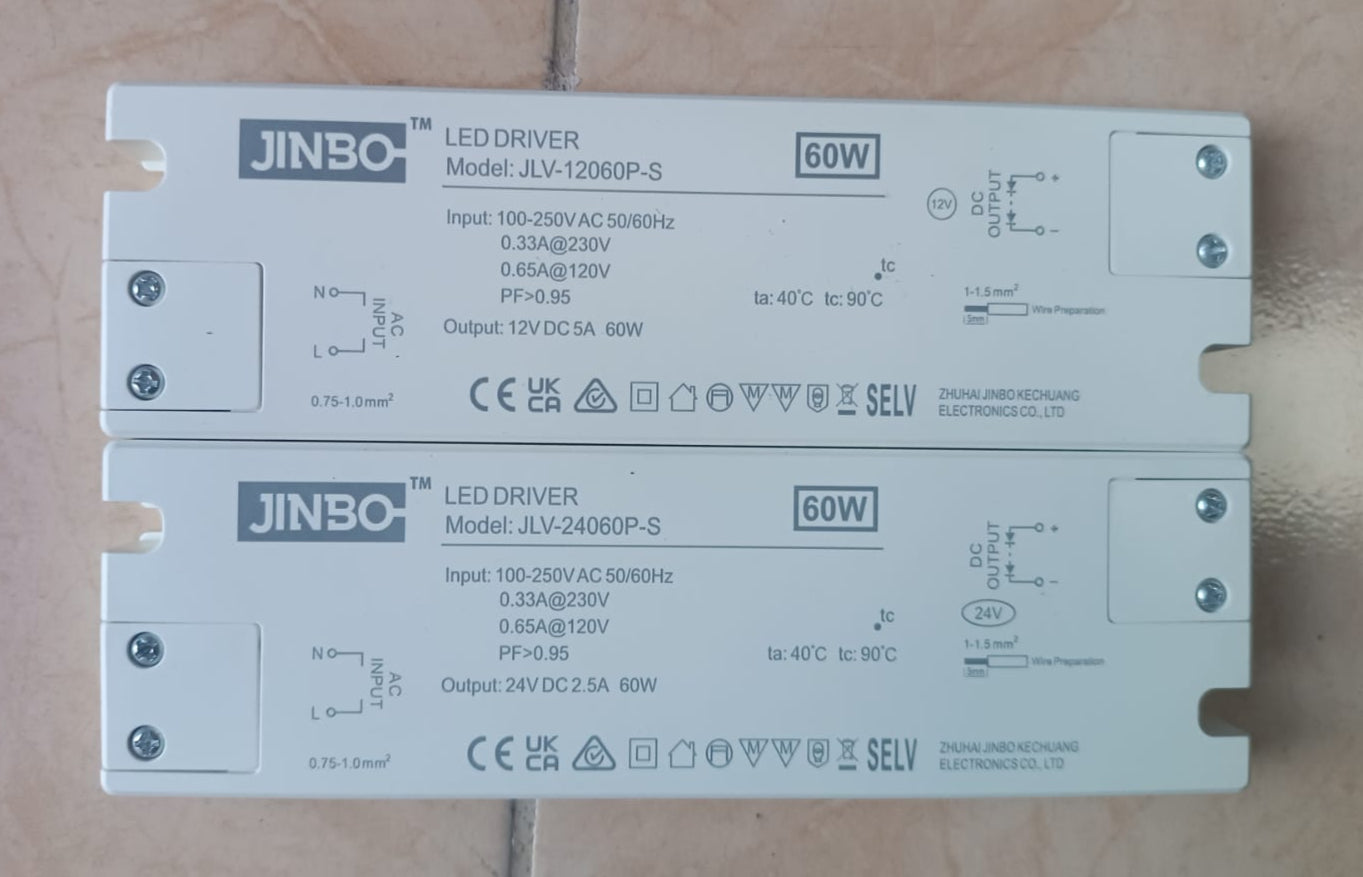 JINBO™
LED DRIVER
Model: JLV-12060P-S
60W
Input: 100-250V AC 50/60Hz
0.33A@230V
0.65A@120V
PF>0.95
Output: 12V DC 5A 60W
N
L
AC
INPUT
0.75-1.0mm²
tc
ta: 40°C tc: 90°C
12V
DC
OUTPUT
+
-
1-1.5mm²
5mm
Wire Preparation
CE UK
CA
M M
SELV
ZHUHAI JINBO KECHUANG
ELECTRONICS CO., LTD
JINBO™
LED DRIVER
Model: JLV-24060P-S
60W
Input: 100-250V AC 50/60Hz
0.33A@230V
0.65A@120V
PF>0.95
Output: 24V DC 2.5A 60W
N
L
AC
INPUT
0.75-1.0mm²
tc
ta: 40°C tc: 90°C
DC
OUTPUT
+
-
24V
1-1.5mm²
5mm
Wire Preparation
CE UK
CA
M M
SELV
ZHUHAI JINBO KECHUANG
ELECTRONICS CO., LTD